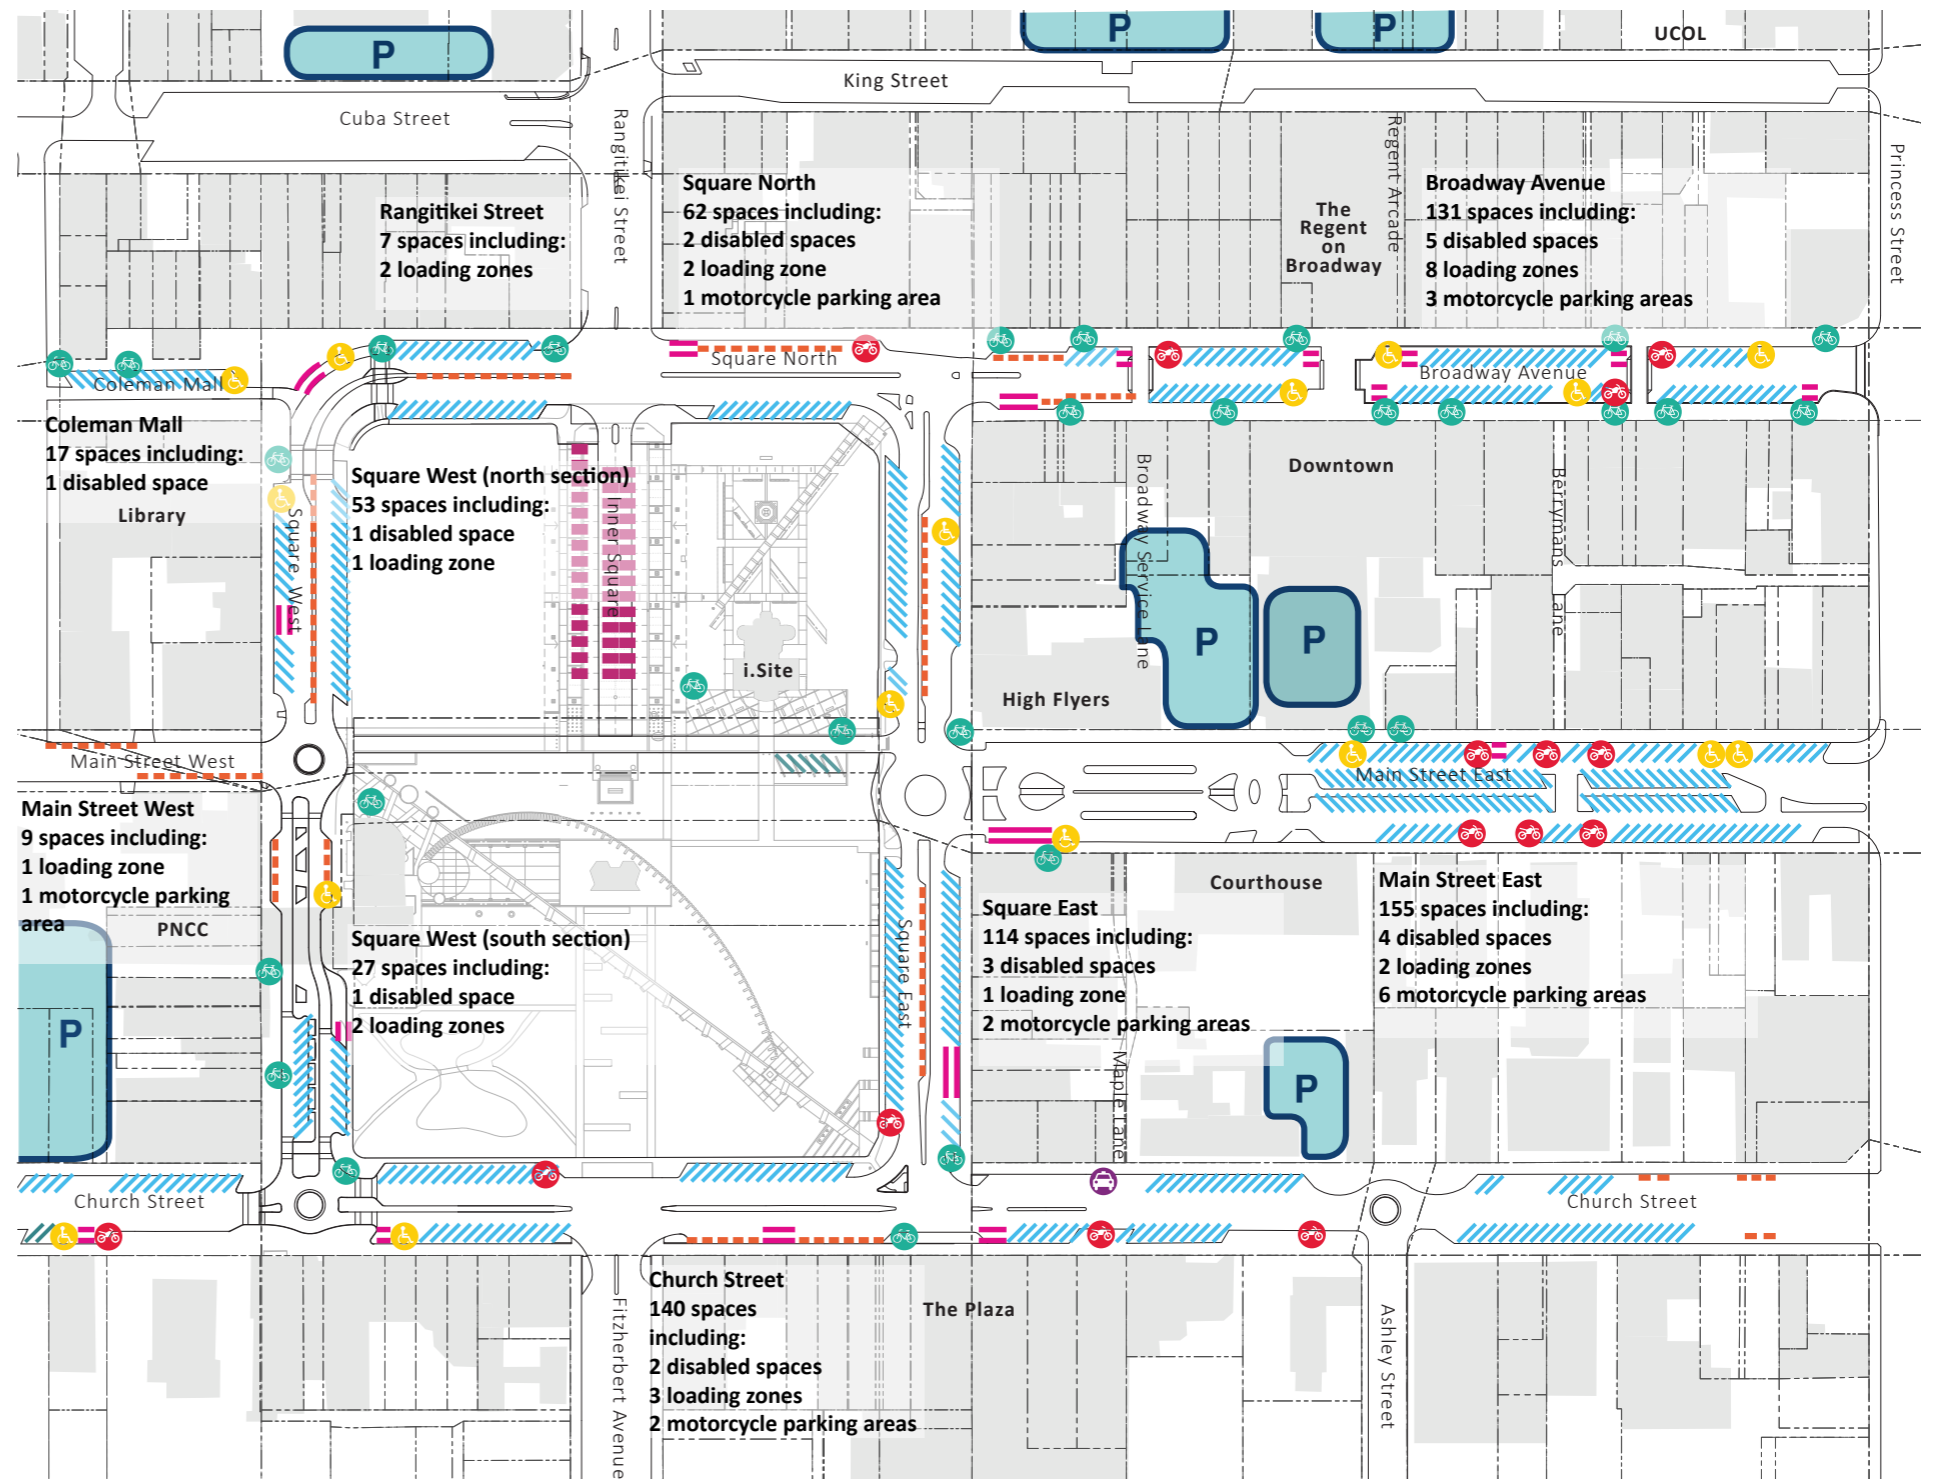 P
P
P
UCOL
King Street
Cuba Street
Rangitikei Street
Regent Arcade
Princess Street
Rangitikei Street
7 spaces including:
2 loading zones
Square North
62 spaces including:
2 disabled spaces
2 loading zone
1 motorcycle parking area
The
Regent
on
Broadway
Broadway Avenue
131 spaces including:
5 disabled spaces
8 loading zones
3 motorcycle parking areas
Square North
Broadway Avenue
Coleman Mall
Coleman Mall
17 spaces including:
1 disabled space
Library
Square West
Square West (north section)
53 spaces including:
1 disabled space
1 loading zone
Inner Square
i.Site
Broadway Service Lane
Downtown
Berrymans Lane
P
P
High Flyers
Main Street West
Main Street East
Main Street West
9 spaces including:
1 loading zone
1 motorcycle parking
area
PNCC
P
Square West (south section)
27 spaces including:
1 disabled space
2 loading zones
Square East
Square East
114 spaces including:
3 disabled spaces
1 loading zone
2 motorcycle parking areas
Courthouse
Main Street East
155 spaces including:
4 disabled spaces
2 loading zones
6 motorcycle parking areas
Maple Lane
P
Church Street
Church Street
Church Street
140 spaces
including:
2 disabled spaces
3 loading zones
2 motorcycle parking areas
The Plaza
Fitzherbert Avenue
Ashley Street